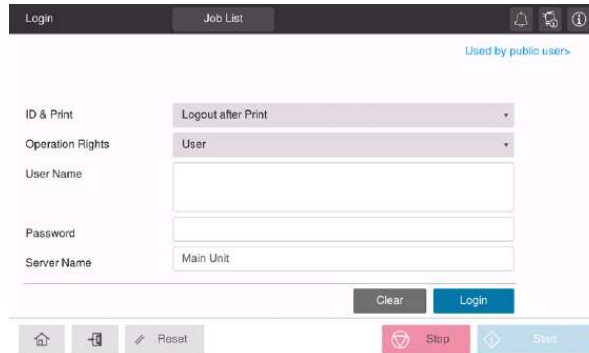 Login Job List
Used by public user>
ID & Print Logout after Print
Operation Rights User
User Name
Password
Server Name Main Unit
Clear Login
Reset Stop Start